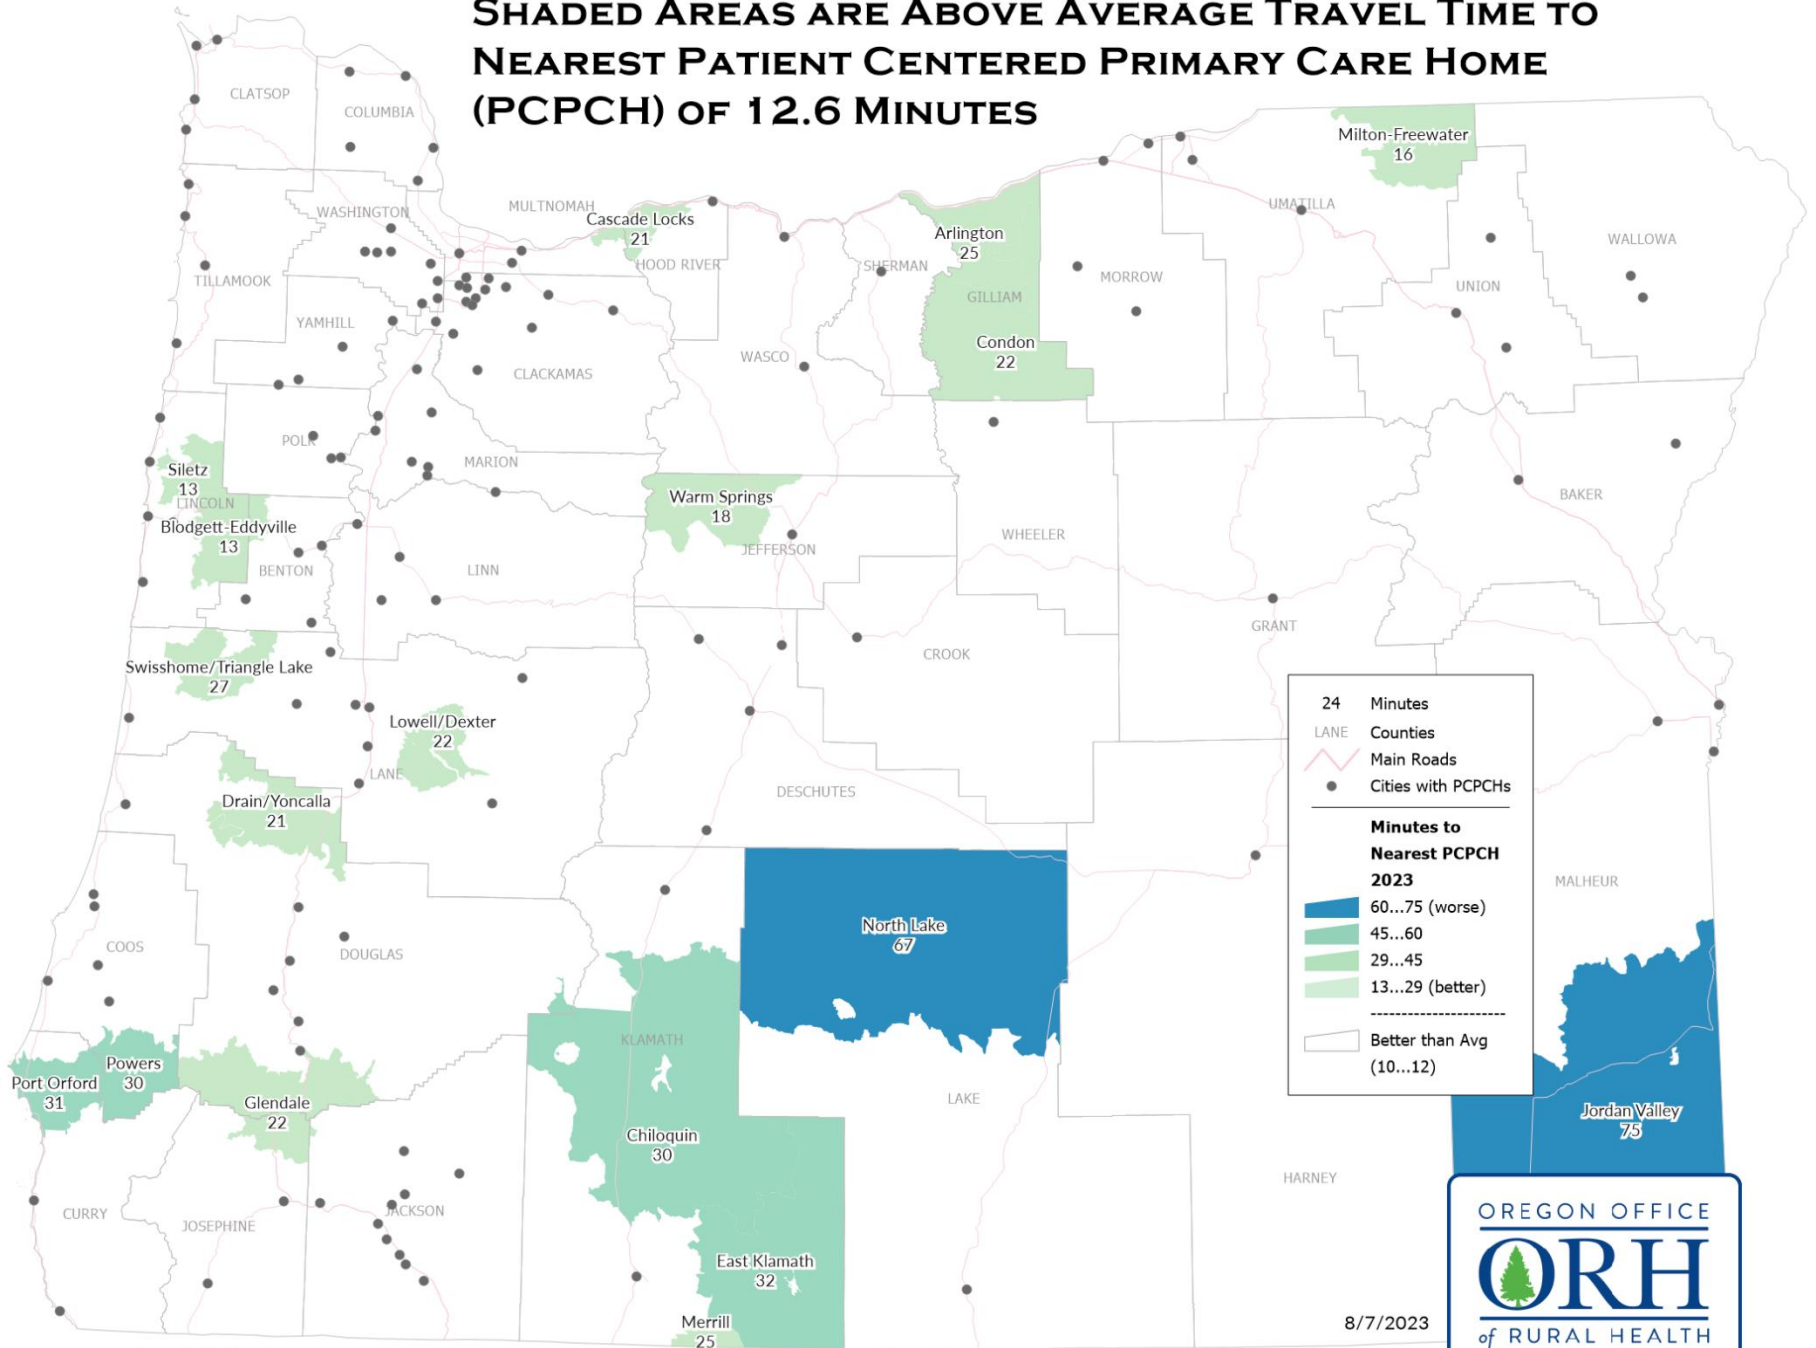 SHADED AREAS ARE ABOVE AVERAGE TRAVEL TIME TO
NEAREST PATIENT CENTERED PRIMARY CARE HOME
(PCPCH) OF 12.6 MINUTES
CLATSOP
COLUMBIA
Milton-Freewater
16
WASHINGTON
MULTNOMAH
Cascade Locks
21
HOOD RIVER
UMATILLA
Arlington
25
WALLOWA
TILLAMOOK
SHERMAN
MORROW
UNION
GILLIAM
YAMHILL
Condon
22
WASCO
CLACKAMAS
POLK
MARION
Siletz
13
LINCOLN
Warm Springs
18
BAKER
Blodgett-Eddyville
13
WHEELER
JEFFERSON
BENTON
LINN
GRANT
CROOK
Swisshome/Triangle Lake
27
Lowell/Dexter
22
LANE
DESCHUTES
Drain/Yoncalla
21
24 Minutes
LANE Counties
Main Roads
Cities with PCPCHs
Minutes to
Nearest PCPCH
2023
60...75 (worse)
45...60
29...45
13...29 (better)
----------------------
Better than Avg
(10...12)
MALHEUR
North Lake
67
COOS
DOUGLAS
KLAMATH
Powers
30
Port Orford
31
Glendale
22
LAKE
Jordan Valley
75
Chiloquin
30
HARNEY
CURRY
JOSEPHINE
JACKSON
East Klamath
32
Merrill
25
8/7/2023
OREGON OFFICE
ORH
of RURAL HEALTH